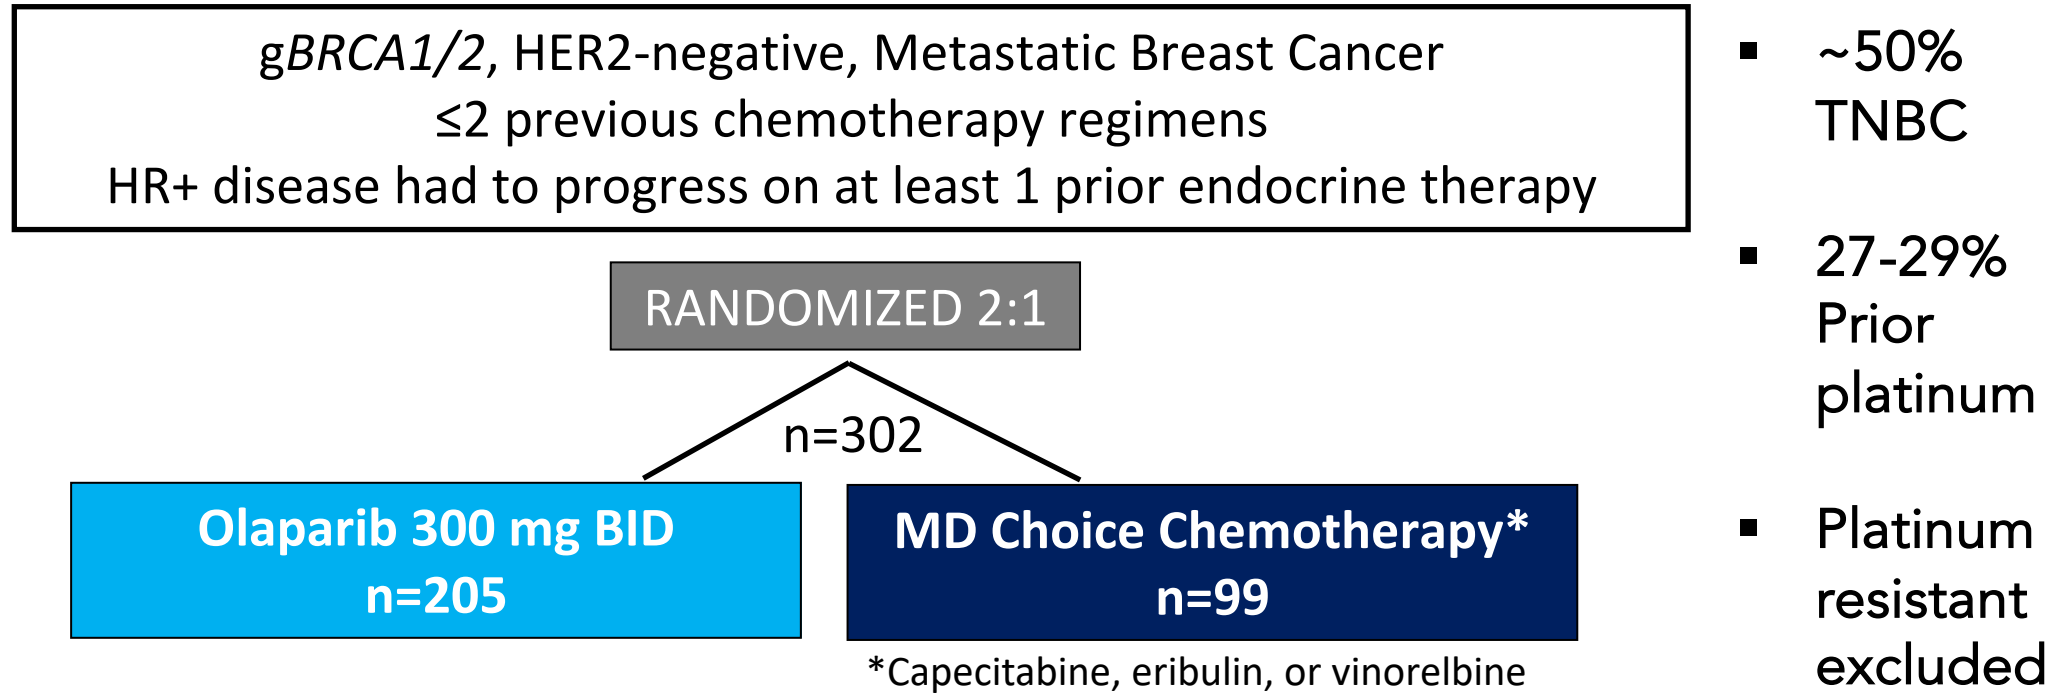 gBRCA1/2, HER2-negative, Metastatic Breast Cancer
≤2 previous chemotherapy regimens
HR+ disease had to progress on at least 1 prior endocrine therapy
RANDOMIZED 2:1
n=302
Olaparib 300 mg BID
n=205
MD Choice Chemotherapy*
n=99
*Capecitabine, eribulin, or vinorelbine
▪ ~50%
TNBC
▪ 27-29%
Prior
platinum
▪ Platinum
resistant
excluded